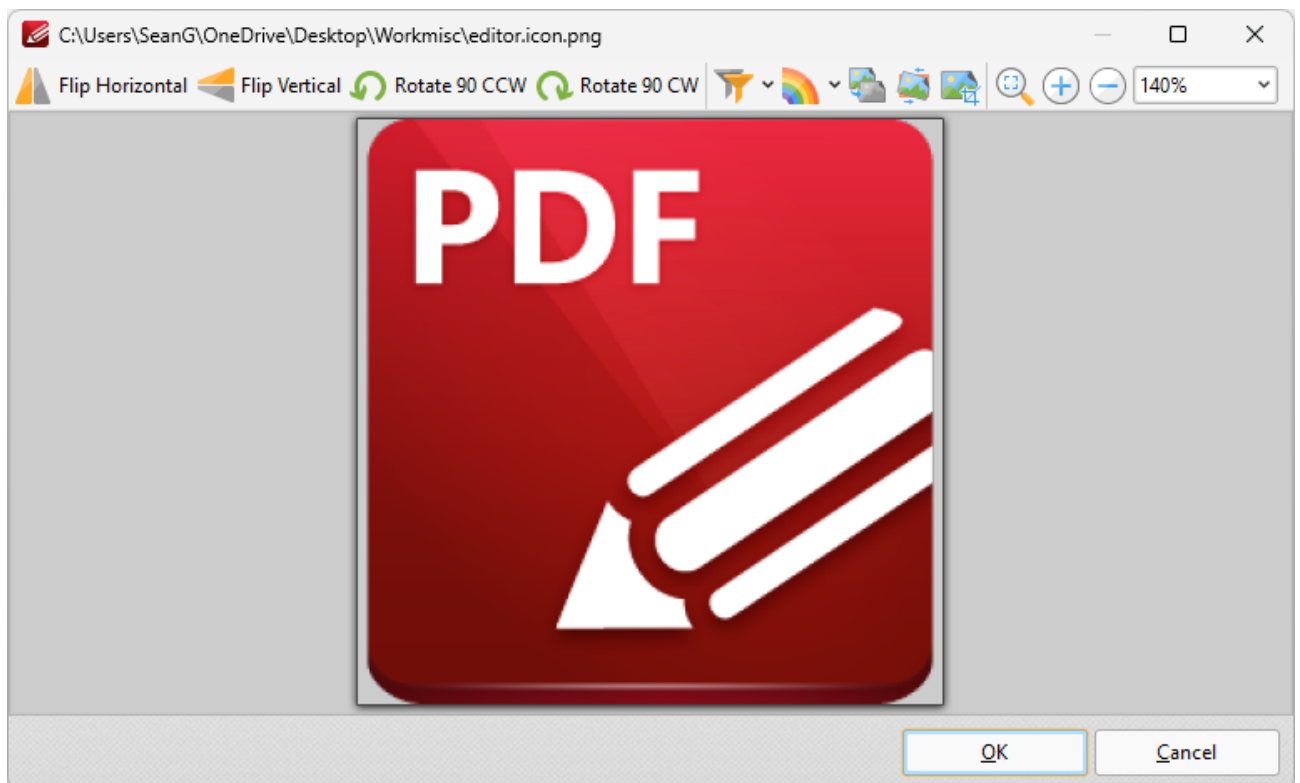 C:\Users\SeanG\OneDrive\Desktop\Workmisc\editor.icon.png
Flip Horizontal Flip Vertical Rotate 90 CCW Rotate 90 CW 140%
PDF
OK Cancel